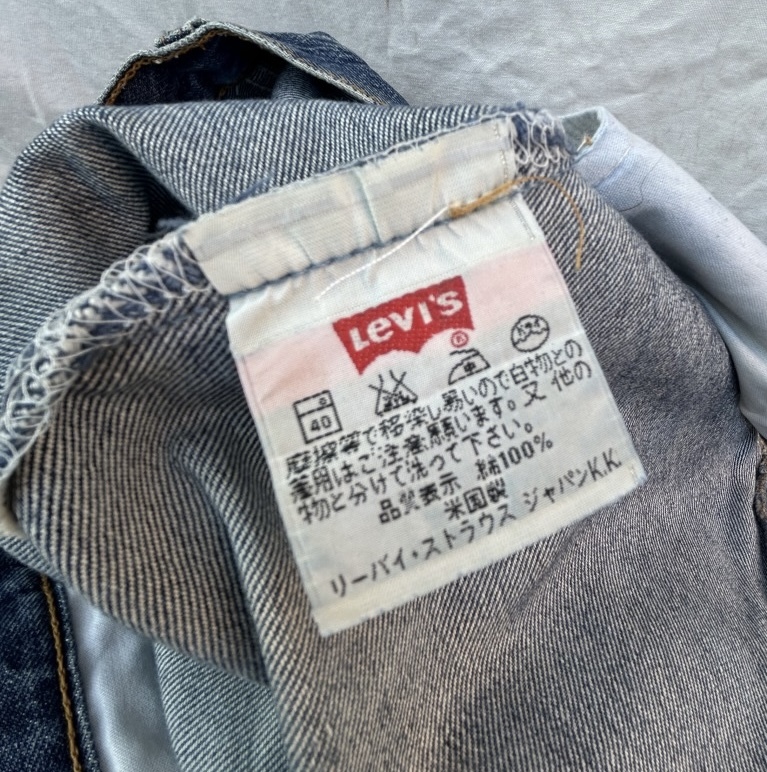 LEVI'S
®
40
中
摩擦等で移染し易いので白物との
着用はご注意願います。又 他の
物と分けて洗って下さい。
品質表示 綿100%
米国製
リーバイ・ストラウス ジャパンK.K.